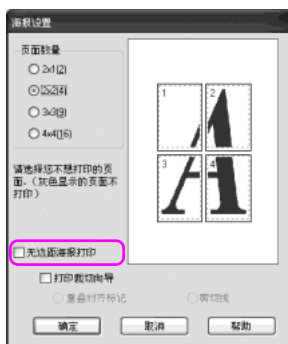 海报设置
页面数量
2x1(2)
2x2(4)
3x3(9)
4x4(16)
请选择您不想打印的页
面。(灰色显示的页面不
打印)
1
2
3
4
无边距海报打印
打印裁切向导
重叠对齐标记
剪切线
确定
取消
帮助